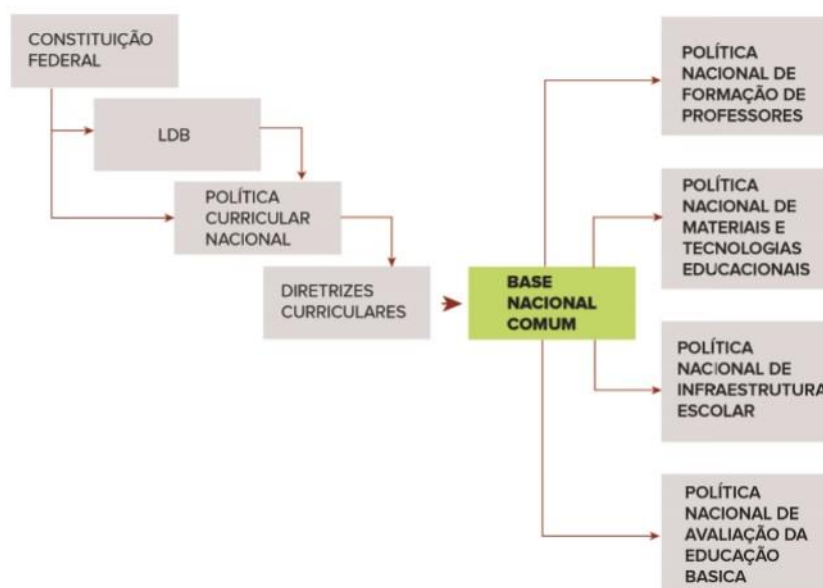 CONSTITUIÇÃO
FEDERAL
LDB
POLÍTICA
CURRICULAR
NACIONAL
DIRETRIZES
CURRICULARES
BASE
NACIONAL
COMUM
POLÍTICA
NACIONAL DE
FORMAÇÃO DE
PROFESSORES
POLÍTICA
NACIONAL DE
MATERIAIS E
TECNOLOGIAS
EDUCACIONAIS
POLÍTICA
NACIONAL DE
INFRAESTRUTURA
ESCOLAR
POLÍTICA
NACIONAL DE
AVALIAÇÃO DA
EDUCAÇÃO
BASICA